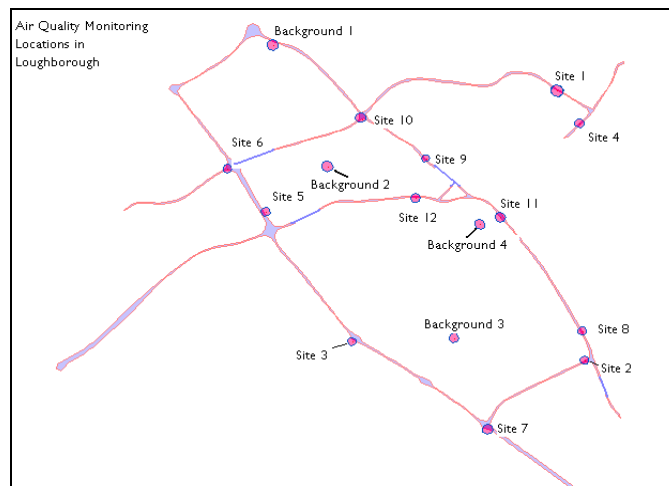 Air Quality Monitoring
Locations in
Loughborough
Background 1
Site 1
Site 10
Site 4
Site 6
Site 9
Background 2
Site 5
Site 12
Site 11
Background 4
Site 8
Background 3
Site 3
Site 2
Site 7